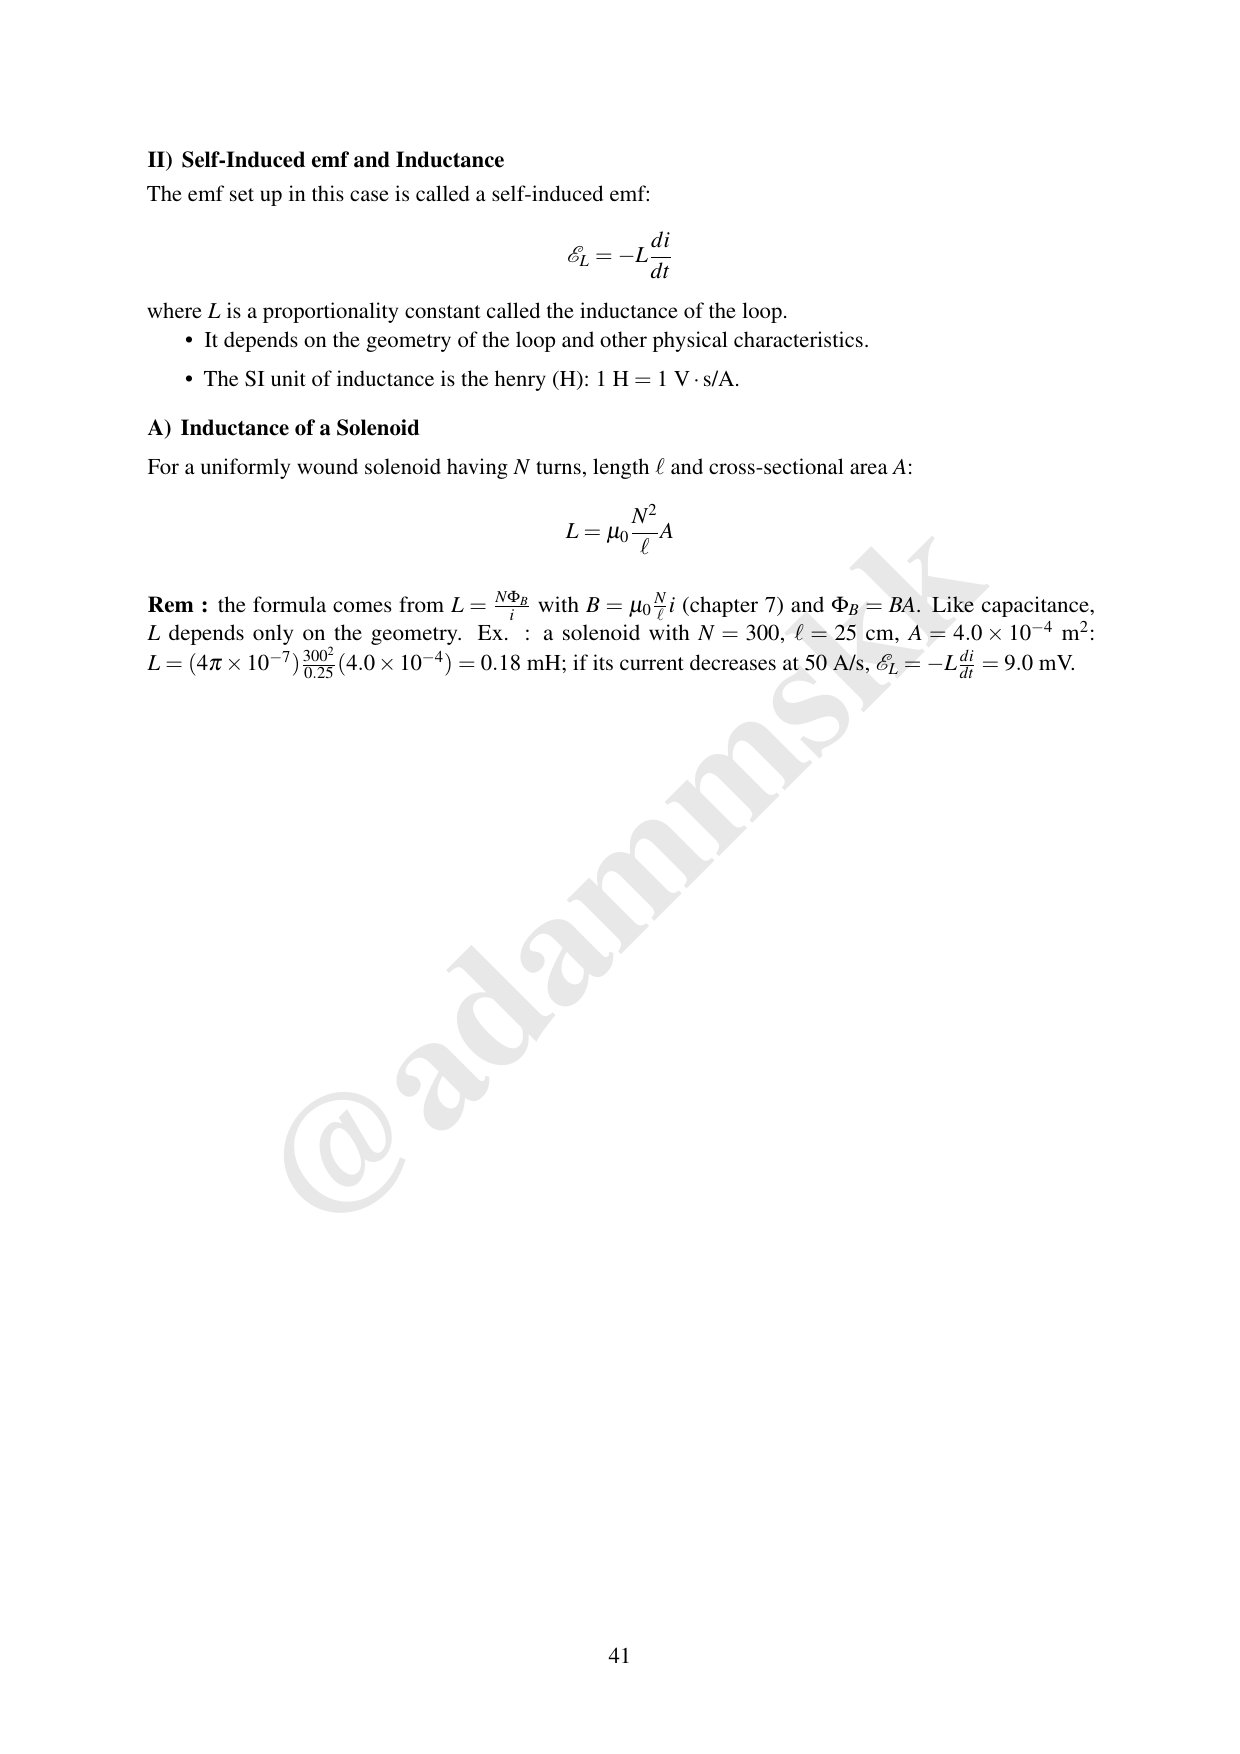 II) Self-Induced emf and Inductance
The emf set up in this case is called a self-induced emf:
ℰ_L = −L di/dt
where L is a proportionality constant called the inductance of the loop.
• It depends on the geometry of the loop and other physical characteristics.
• The SI unit of inductance is the henry (H): 1 H = 1 V · s/A.
A) Inductance of a Solenoid
For a uniformly wound solenoid having N turns, length ℓ and cross-sectional area A:
L = μ₀ N²/ℓ A
Rem : the formula comes from L = NΦ_B/i with B = μ₀ N/ℓ i (chapter 7) and Φ_B = BA. Like capacitance,
L depends only on the geometry. Ex. : a solenoid with N = 300, ℓ = 25 cm, A = 4.0 × 10⁻⁴ m²:
L = (4π × 10⁻⁷) 300²/0.25 (4.0 × 10⁻⁴) = 0.18 mH; if its current decreases at 50 A/s, ℰ_L = −L di/dt = 9.0 mV.
@adammskk
41